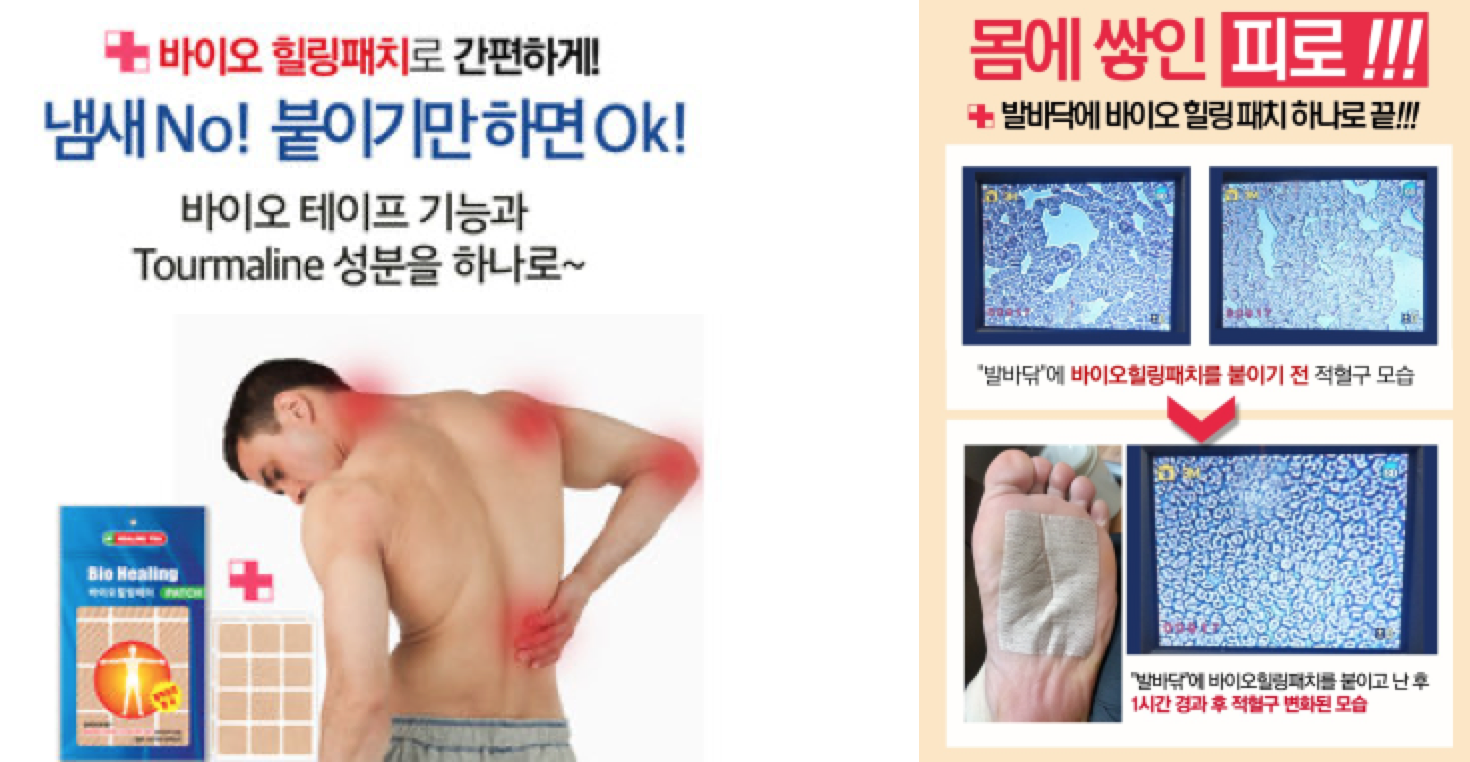 바이오 힐링패치로 간편하게!
냄새No! 붙이기만하면Ok!
바이오 테이프 기능과
Tourmaline 성분을 하나로~
HEALING TEN
Bio Healing
바이오힐링패치 PATCH
몸에 쌓인 피로 !!!
발바닥에 바이오 힐링 패치 하나로 끝!!!
"발바닦"에 바이오힐링패치를 붙이기 전 적혈구 모습
"발바닦"에 바이오힐링패치를 붙이고 난 후
1시간 경과 후 적혈구 변화된 모습